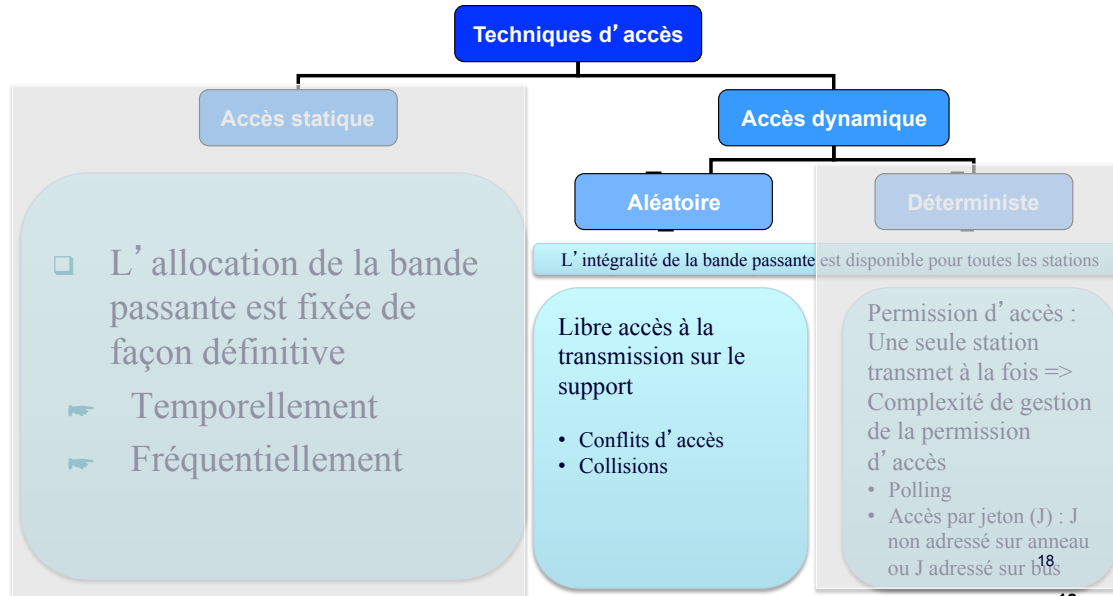 Techniques d’accès
Accès statique
Accès dynamique
Aléatoire
Déterministe
L’intégralité de la bande passante est disponible pour toutes les stations
❑ L’allocation de la bande
passante est fixée de
façon définitive
☛ Temporellement
☛ Fréquentiellement
Libre accès à la
transmission sur le
support
• Conflits d’accès
• Collisions
Permission d’accès :
Une seule station
transmet à la fois =>
Complexité de gestion
de la permission
d’accès
• Polling
• Accès par jeton (J) : J
non adressé sur anneau
ou J adressé sur bus
18